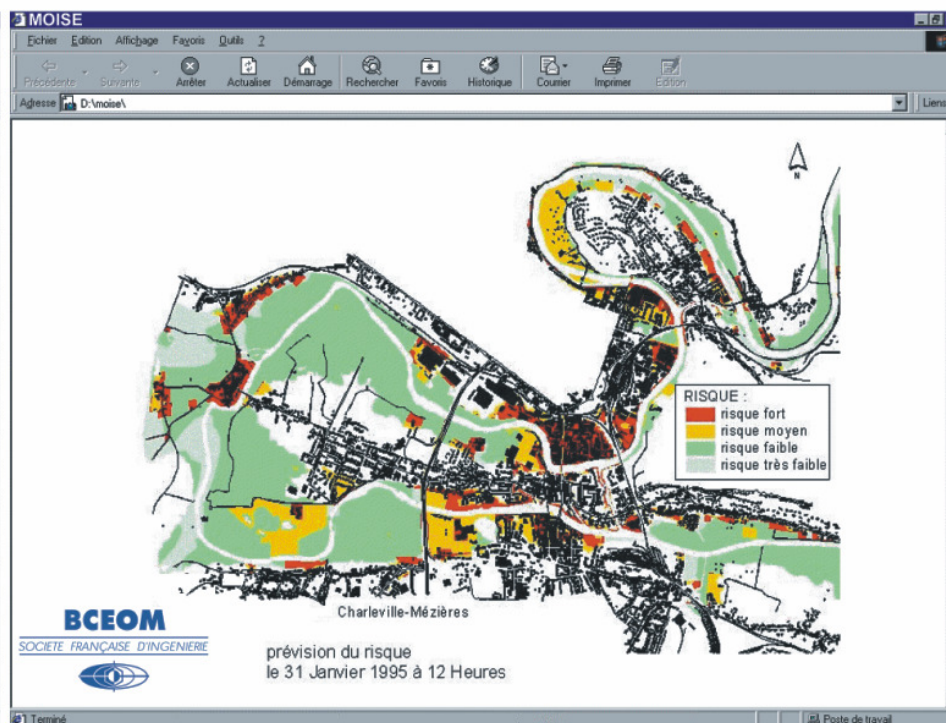 MOISE
Fichier Edition Affichage Favoris Outils ?
Précédente Suivante Arrêter Actualiser Démarrage Rechercher Favoris Historique Courrier Imprimer Edition
Adresse D:\moise\ Liens
N
RISQUE :
risque fort
risque moyen
risque faible
risque très faible
Charleville-Mézières
BCEOM
SOCIETE FRANÇAISE D'INGENIERIE
prévision du risque
le 31 Janvier 1995 à 12 Heures
Terminé Poste de travail